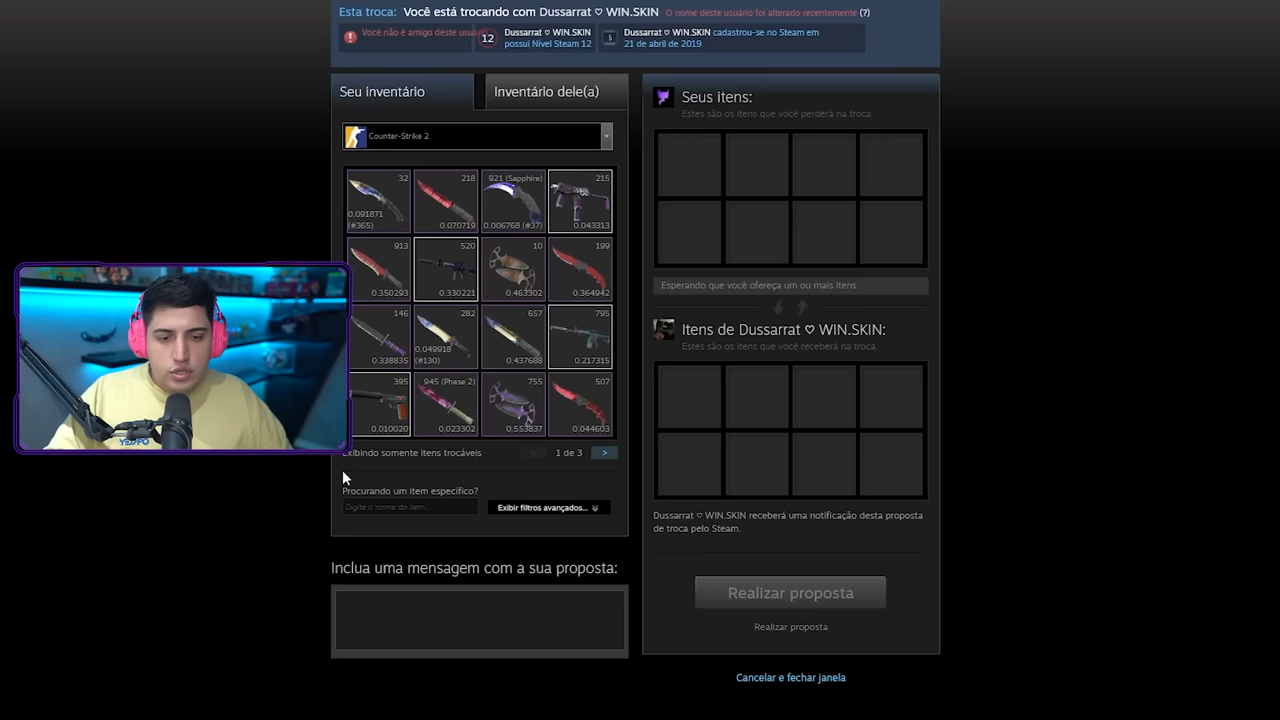 Esta troca: Você está trocando com Dussarrat ♡ WIN.SKIN O nome deste usuário foi alterado recentemente (?)
Você não é amigo deste
12
Dussarrat ♡ WIN.SKIN
possui Nível Steam 12
5
Dussarrat ♡ WIN.SKIN cadastrou-se no Steam em
21 de abril de 2019
Seu inventário
Inventário dele(a)
Counter-Strike 2
32
0.091871
(#365)
218
0.070719
921 (Sapphire)
0.006768 (#37)
215
0.043313
913
0.350293
520
0.330221
10
0.463302
199
0.364942
146
0.338835
282
0.049918
(#130)
657
0.437688
795
0.217315
395
0.010020
945 (Phase 2)
0.023302
755
0.553837
507
0.044603
Exibindo somente itens trocáveis
<
1 de 3
>
Procurando um item específico?
Digite o nome do item...
Exibir filtros avançados...
Inclua uma mensagem com a sua proposta:
Seus itens:
Estes são os itens que você perderá na troca.
Esperando que você ofereça um ou mais itens.
Itens de Dussarrat ♡ WIN.SKIN:
Estes são os itens que você receberá na troca.
Dussarrat ♡ WIN.SKIN receberá uma notificação desta proposta
de troca pelo Steam.
Realizar proposta
Realizar proposta
Cancelar e fechar janela